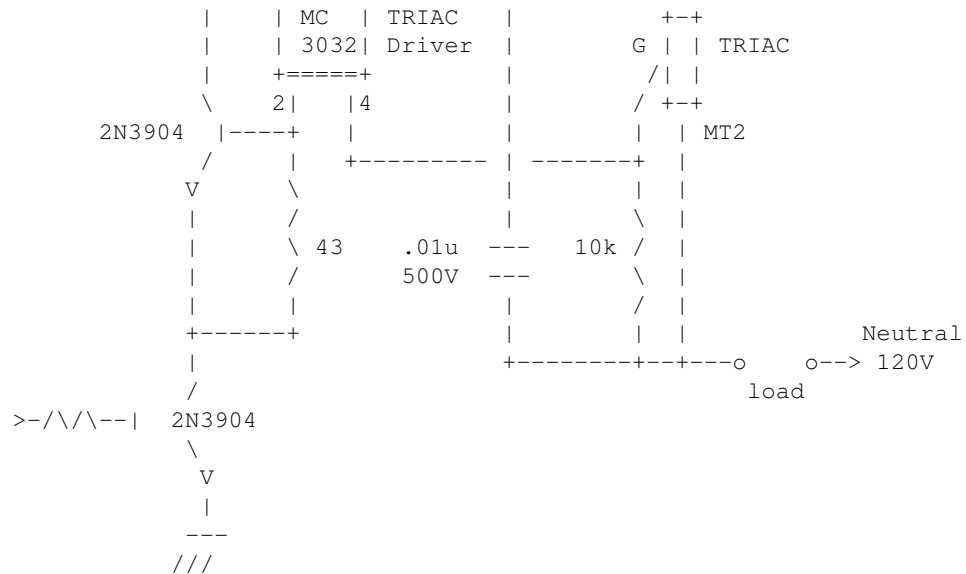 | | MC | TRIAC | +-+
| | 3032| Driver | G | | TRIAC
| +=====+ | /| |
\ 2| |4 | / +-+
2N3904 |----+ | | | | MT2
/ | +--------- | -------+ |
V \ | | |
| / | \ |
| \ 43 .01u --- 10k / |
| / 500V --- \ |
| | | / |
+------+ | | | Neutral
| +--------+--+---o o--> 120V
/ load
>-/\/\--| 2N3904
\
V
|
---
///